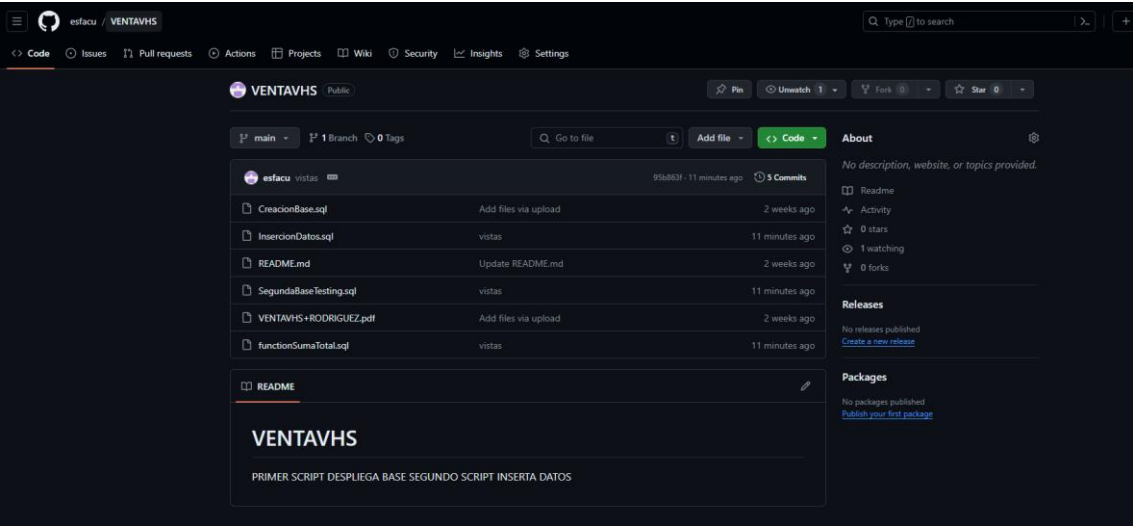 esfacu / VENTAVHS
Type / to search
Code Issues Pull requests Actions Projects Wiki Security Insights Settings
VENTAVHS Public
Pin Unwatch 1 Fork 0 Star 0
main 1 Branch 0 Tags Go to file t Add file Code
esfacu vistas 95b863f · 11 minutes ago 5 Commits
CreacionBase.sql Add files via upload 2 weeks ago
InsercionDatos.sql vistas 11 minutes ago
README.md Update README.md 2 weeks ago
SegundaBaseTesting.sql vistas 11 minutes ago
VENTAVHS+RODRIGUEZ.pdf Add files via upload 2 weeks ago
functionSumaTotal.sql vistas 11 minutes ago
README
VENTAVHS
PRIMER SCRIPT DESPLIEGA BASE SEGUNDO SCRIPT INSERTA DATOS
About
No description, website, or topics provided.
Readme
Activity
0 stars
1 watching
0 forks
Releases
No releases published
Create a new release
Packages
No packages published
Publish your first package